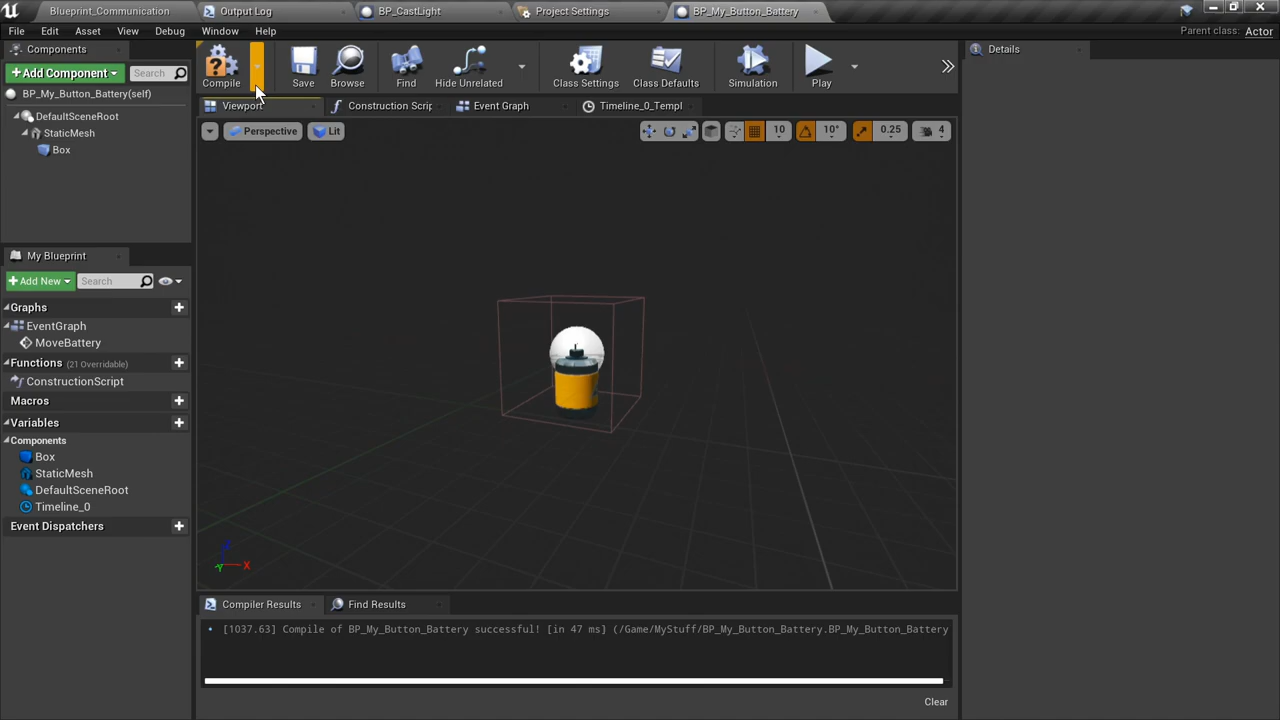 Blueprint_Communication
Output Log
BP_CastLight
Project Settings
BP_My_Button_Battery
File Edit Asset View Debug Window Help
Parent class: Actor
Components
+Add Component
Search
BP_My_Button_Battery(self)
DefaultSceneRoot
StaticMesh
Box
Compile
Save
Browse
Find
Hide Unrelated
Class Settings
Class Defaults
Simulation
Play
Details
Viewport
Construction Scrip
Event Graph
Timeline_0_Templ
Perspective
Lit
10
10°
0.25
4
My Blueprint
+Add New
Search
Graphs
EventGraph
MoveBattery
Functions (21 Overridable)
ConstructionScript
Macros
Variables
Components
Box
StaticMesh
DefaultSceneRoot
Timeline_0
Event Dispatchers
Z
X
Y
Compiler Results
Find Results
[1037.63] Compile of BP_My_Button_Battery successful! [in 47 ms] (/Game/MyStuff/BP_My_Button_Battery.BP_My_Button_Battery
Clear